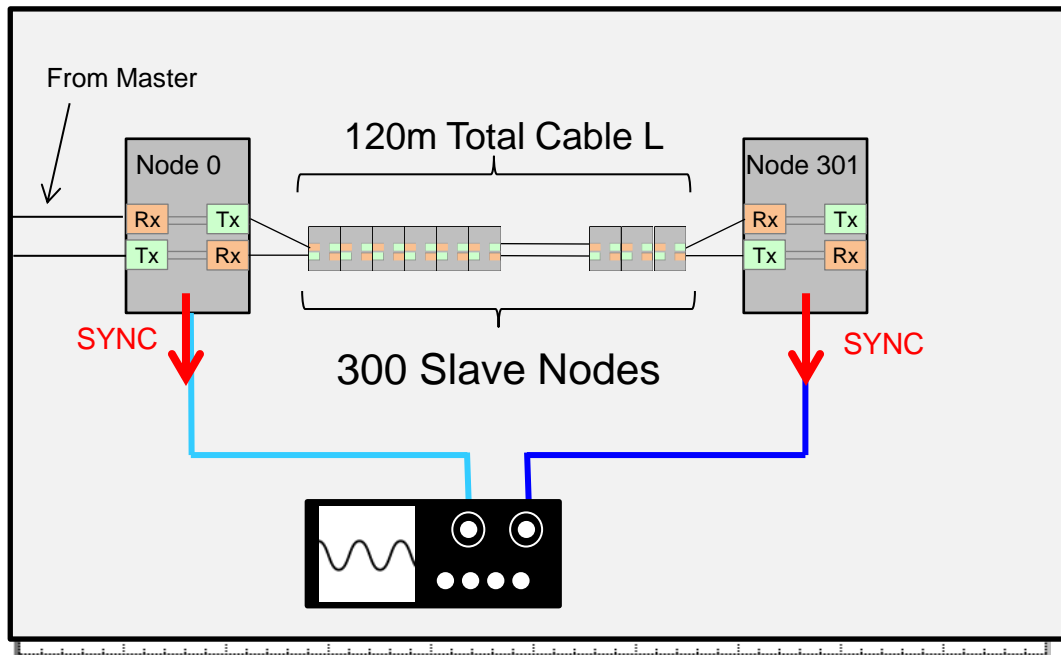 From Master
120m Total Cable L
Node 0
Node 301
Rx Tx
Rx Tx
Tx Rx
Tx Rx
SYNC
SYNC
300 Slave Nodes